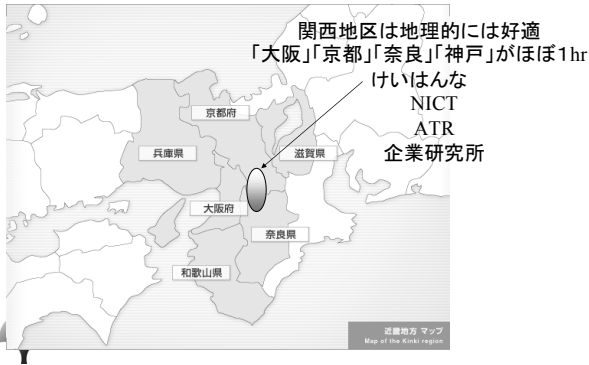 関西地区は地理的には好適
「大阪」「京都」「奈良」「神戸」がほぼ1hr
けいはんな
NICT
ATR
企業研究所
京都府
兵庫県
滋賀県
大阪府
奈良県
和歌山県
近畿地方 マップ
Map of the Kinki region